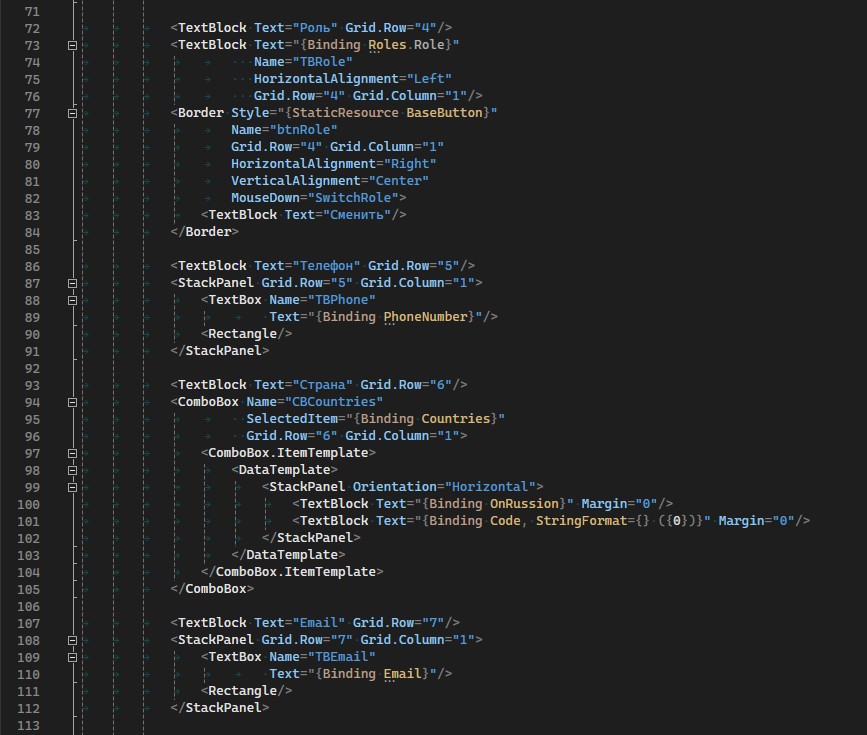 71
72 <TextBlock Text="Роль" Grid.Row="4"/>
73 <TextBlock Text="{Binding Roles.Role}"
74 Name="TBRole"
75 HorizontalAlignment="Left"
76 Grid.Row="4" Grid.Column="1"/>
77 <Border Style="{StaticResource BaseButton}"
78 Name="btnRole"
79 Grid.Row="4" Grid.Column="1"
80 HorizontalAlignment="Right"
81 VerticalAlignment="Center"
82 MouseDown="SwitchRole">
83 <TextBlock Text="Сменить"/>
84 </Border>
85
86 <TextBlock Text="Телефон" Grid.Row="5"/>
87 <StackPanel Grid.Row="5" Grid.Column="1">
88 <TextBox Name="TBPhone"
89 Text="{Binding PhoneNumber}"/>
90 <Rectangle/>
91 </StackPanel>
92
93 <TextBlock Text="Страна" Grid.Row="6"/>
94 <ComboBox Name="CBCountries"
95 SelectedItem="{Binding Countries}"
96 Grid.Row="6" Grid.Column="1">
97 <ComboBox.ItemTemplate>
98 <DataTemplate>
99 <StackPanel Orientation="Horizontal">
100 <TextBlock Text="{Binding OnRussion}" Margin="0"/>
101 <TextBlock Text="{Binding Code, StringFormat={} ({0})}" Margin="0"/>
102 </StackPanel>
103 </DataTemplate>
104 </ComboBox.ItemTemplate>
105 </ComboBox>
106
107 <TextBlock Text="Email" Grid.Row="7"/>
108 <StackPanel Grid.Row="7" Grid.Column="1">
109 <TextBox Name="TBEmail"
110 Text="{Binding Email}"/>
111 <Rectangle/>
112 </StackPanel>
113